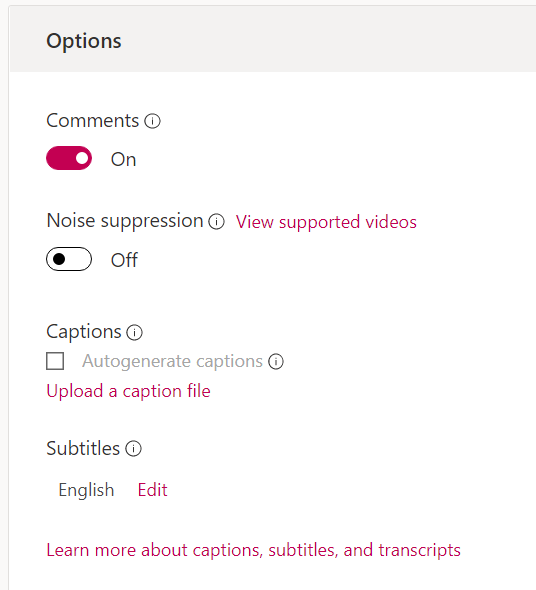 Options
Comments
On
Noise suppression View supported videos
Off
Captions
Autogenerate captions
Upload a caption file
Subtitles
English Edit
Learn more about captions, subtitles, and transcripts